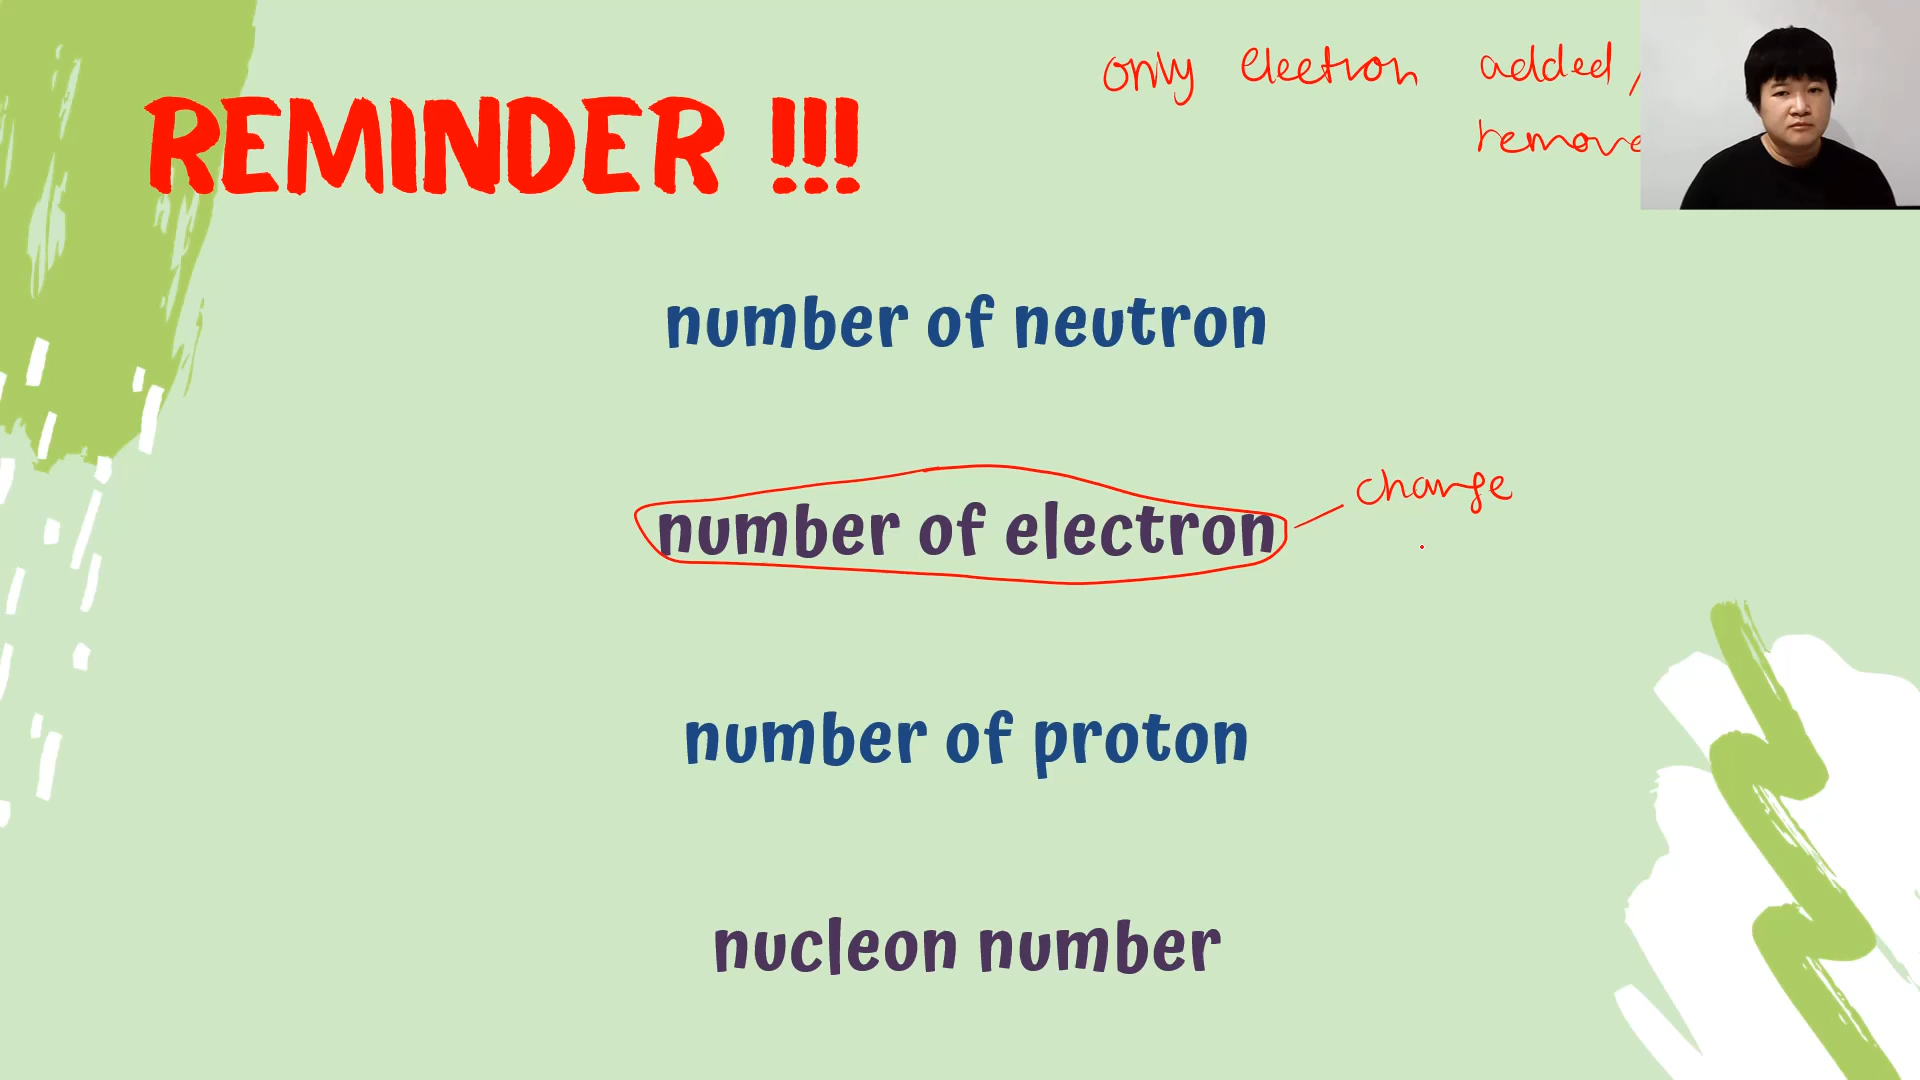 only electron added /
REMINDER !!!
remove
number of neutron
change
number of electron
number of proton
nucleon number